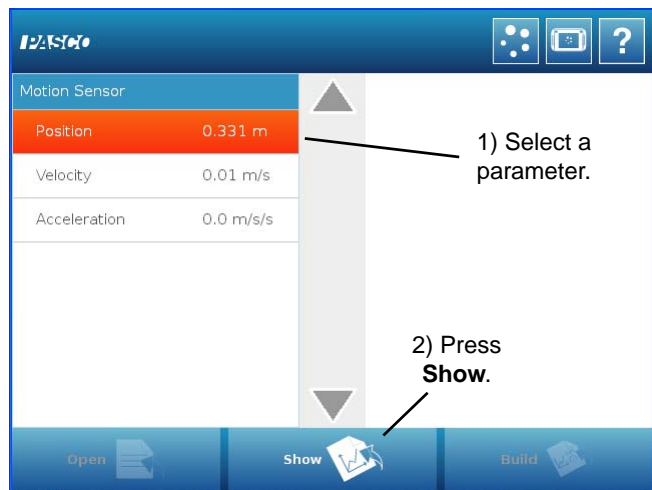 PASCO
?
Motion Sensor
Position 0.331 m
Velocity 0.01 m/s
Acceleration 0.0 m/s/s
1) Select a
parameter.
2) Press
Show.
Open
Show
Build